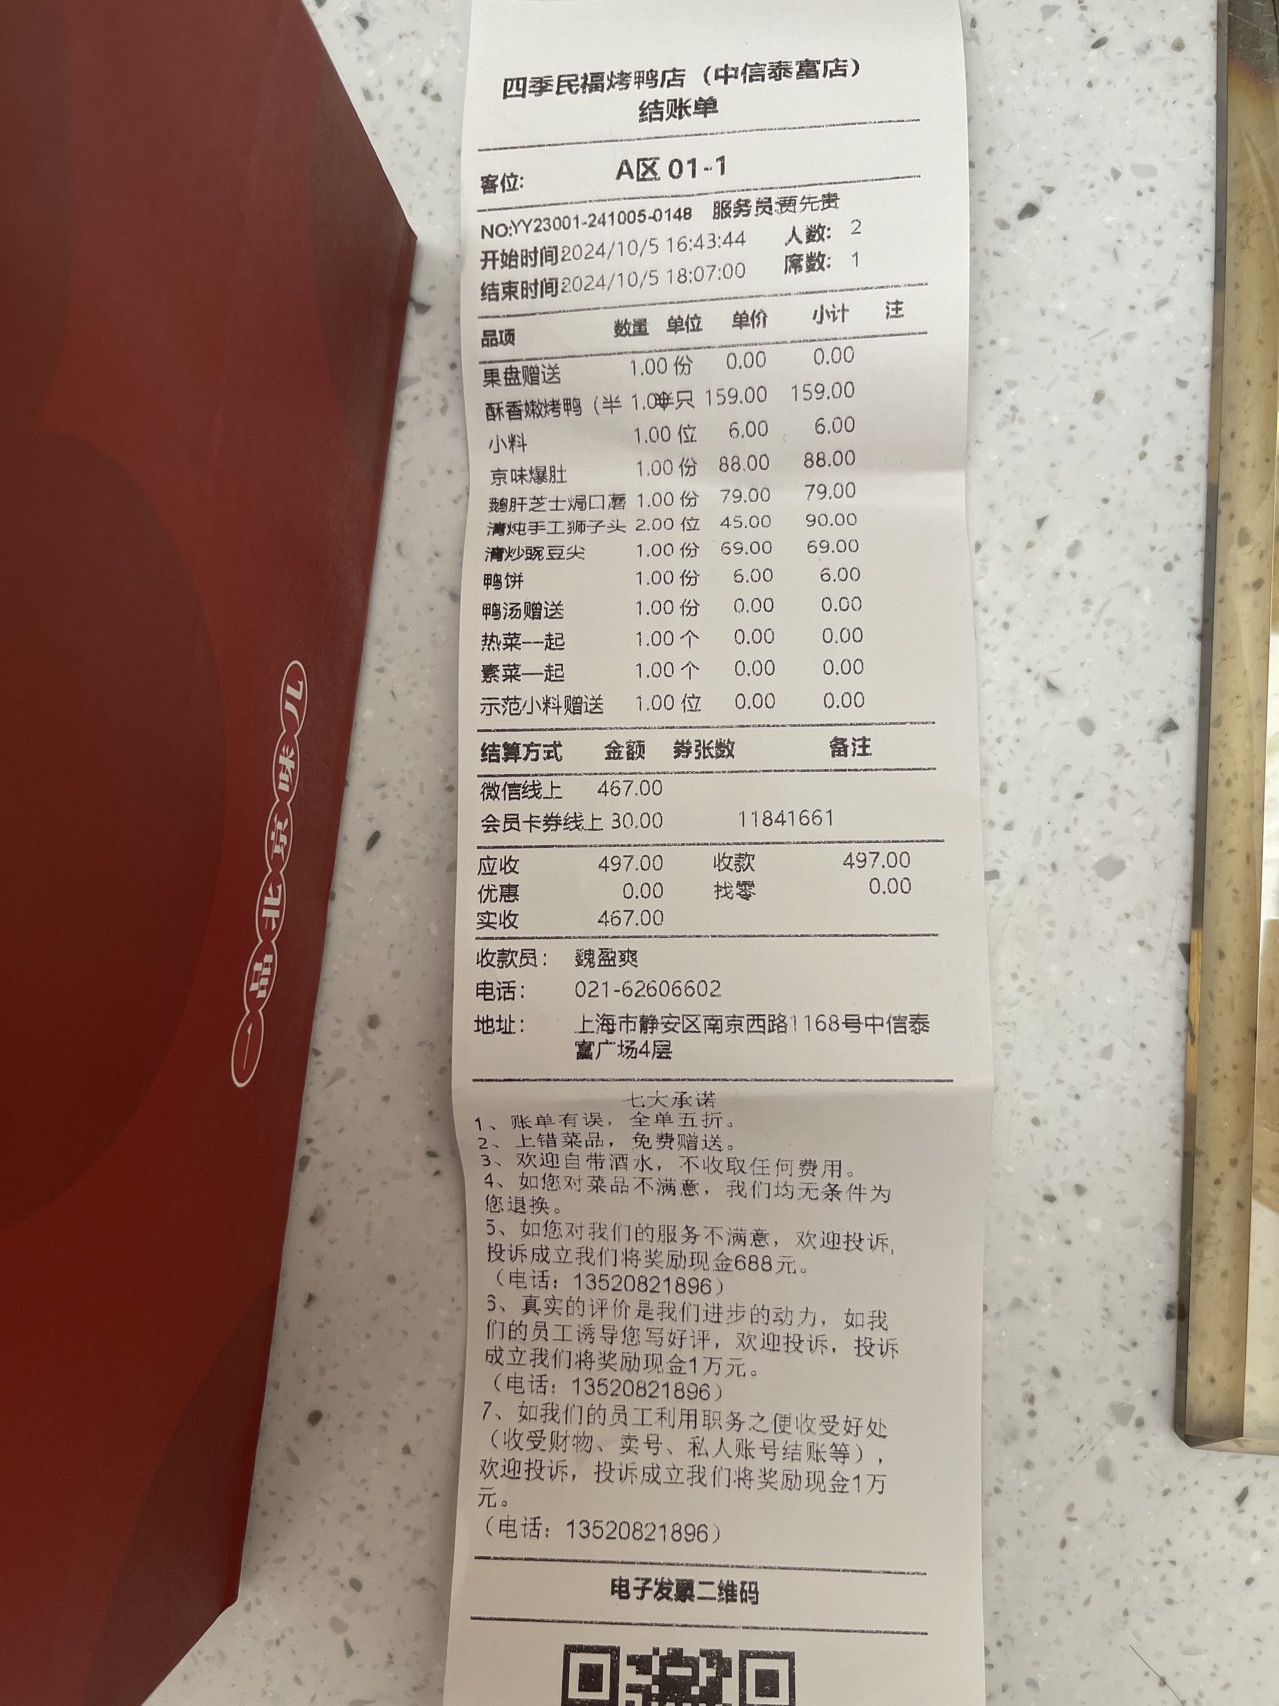 四季民福烤鸭店（中信泰富店）
结账单
客位： A区 01-1
NO:YY23001-241005-0148 服务员:贾先贵
开始时间2024/10/5 16:43:44 人数： 2
结束时间2024/10/5 18:07:00 席数： 1
品项 数量 单位 单价 小计 注
果盘赠送 1.00 份 0.00 0.00
酥香嫩烤鸭（半 1.00 半只 159.00 159.00
小料 1.00 位 6.00 6.00
京味爆肚 1.00 份 88.00 88.00
鹅肝芝士焗口蘑 1.00 份 79.00 79.00
清炖手工狮子头 2.00 位 45.00 90.00
清炒豌豆尖 1.00 份 69.00 69.00
鸭饼 1.00 份 6.00 6.00
鸭汤赠送 1.00 份 0.00 0.00
热菜一起 1.00 个 0.00 0.00
素菜一起 1.00 个 0.00 0.00
示范小料赠送 1.00 位 0.00 0.00
结算方式 金额 券张数 备注
微信线上 467.00
会员卡券线上 30.00 11841661
应收 497.00 收款 497.00
优惠 0.00 找零 0.00
实收 467.00
收款员： 魏盈爽
电话： 021-62606602
地址： 上海市静安区南京西路1168号中信泰
富广场4层
七大承诺
1、账单有误，全单五折。
2、上错菜品，免费赠送。
3、欢迎自带酒水，不收取任何费用。
4、如您对菜品不满意，我们均无条件为
您退换。
5、如您对我们的服务不满意，欢迎投诉，
投诉成立我们将奖励现金688元。
（电话：13520821896）
6、真实的评价是我们进步的动力，如我
们的员工诱导您写好评，欢迎投诉，投诉
成立我们将奖励现金1万元。
（电话：13520821896）
7、如我们的员工利用职务之便收受好处
（收受财物、卖号、私人账号结账等），
欢迎投诉，投诉成立我们将奖励现金1万
元。
（电话：13520821896）
电子发票二维码
一品北京味儿